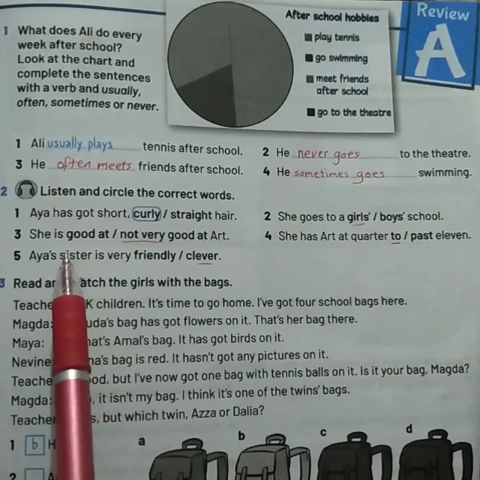 Review
A
After school hobbies
play tennis
go swimming
meet friends
after school
go to the theatre
1 What does Ali do every
week after school?
Look at the chart and
complete the sentences
with a verb and usually,
often, sometimes or never.
1 Ali usually plays tennis after school.
2 He never goes to the theatre.
3 He often meets friends after school.
4 He sometimes goes swimming.
2 Listen and circle the correct words.
1 Aya has got short, curly / straight hair.
2 She goes to a girls' / boys' school.
3 She is good at / not very good at Art.
4 She has Art at quarter to / past eleven.
5 Aya's sister is very friendly / clever.
3 Read an atch the girls with the bags.
Teache K children. It's time to go home. I've got four school bags here.
Magda: uda's bag has got flowers on it. That's her bag there.
Maya: hat's Amal's bag. It has got birds on it.
Nevine na's bag is red. It hasn't got any pictures on it.
Teache ood, but I've now got one bag with tennis balls on it. Is it your bag, Magda?
Magda: , it isn't my bag. I think it's one of the twins' bags.
Teacher s, but which twin, Azza or Dalia?
1 b H
a
b
c
d
2 A